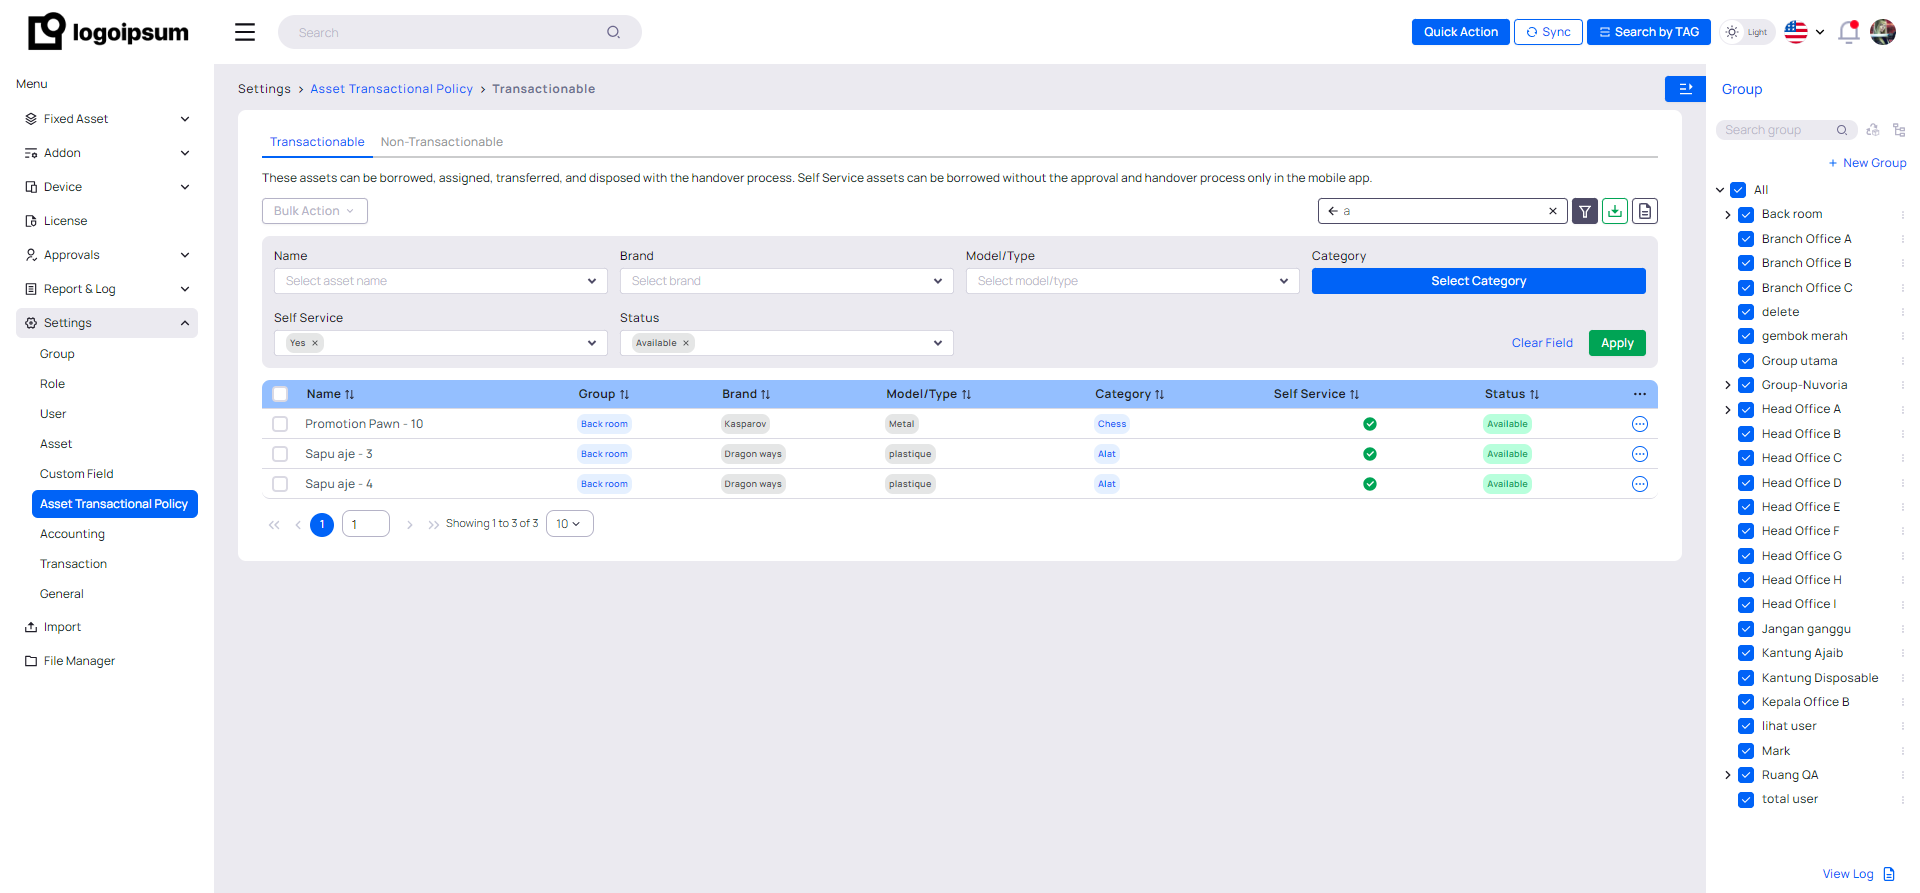 logoipsum
Search
Quick Action
Sync
Search by TAG
Light
Menu
Fixed Asset
Addon
Device
License
Approvals
Report & Log
Settings
Group
Role
User
Asset
Custom Field
Asset Transactional Policy
Accounting
Transaction
General
Import
File Manager
Settings > Asset Transactional Policy > Transactionable
Transactionable Non-Transactionable
These assets can be borrowed, assigned, transferred, and disposed with the handover process. Self Service assets can be borrowed without the approval and handover process only in the mobile app.
Bulk Action
a
Name Brand Model/Type Category
Select asset name Select brand Select model/type Select Category
Self Service Status
Yes Available Clear Field Apply
Name Group Brand Model/Type Category Self Service Status
Promotion Pawn - 10 Back room Kasparov Metal Chess Available
Sapu aje - 3 Back room Dragon ways plastique Alat Available
Sapu aje - 4 Back room Dragon ways plastique Alat Available
1 1 Showing 1 to 3 of 3 10
Group
Search group
+ New Group
All
Back room
Branch Office A
Branch Office B
Branch Office C
delete
gembok merah
Group utama
Group-Nuvoria
Head Office A
Head Office B
Head Office C
Head Office D
Head Office E
Head Office F
Head Office G
Head Office H
Head Office I
Jangan ganggu
Kantung Ajaib
Kantung Disposable
Kepala Office B
lihat user
Mark
Ruang QA
total user
View Log